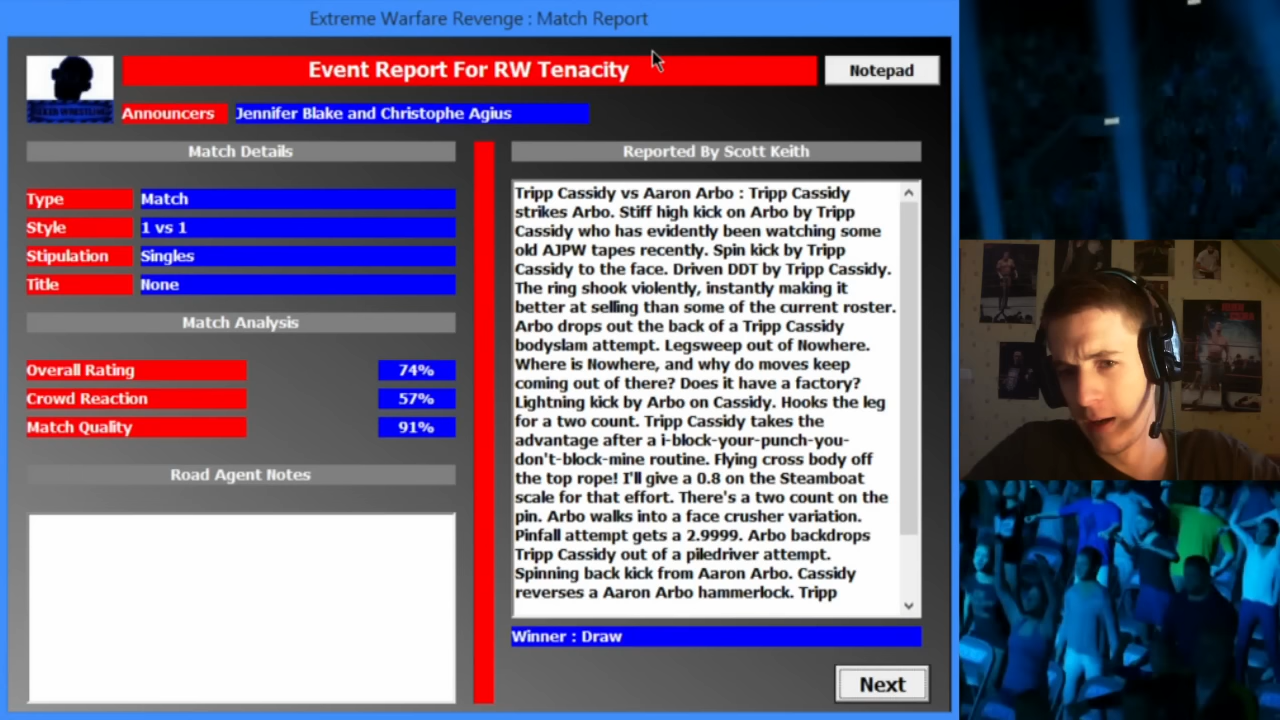 Extreme Warfare Revenge : Match Report
Event Report For RW Tenacity
Notepad
Announcers
Jennifer Blake and Christophe Agius
Match Details
Type
Match
Style
1 vs 1
Stipulation
Singles
Title
None
Match Analysis
Overall Rating
74%
Crowd Reaction
57%
Match Quality
91%
Road Agent Notes
Reported By Scott Keith
Tripp Cassidy vs Aaron Arbo : Tripp Cassidy
strikes Arbo. Stiff high kick on Arbo by Tripp
Cassidy who has evidently been watching some
old AJPW tapes recently. Spin kick by Tripp
Cassidy to the face. Driven DDT by Tripp Cassidy.
The ring shook violently, instantly making it
better at selling than some of the current roster.
Arbo drops out the back of a Tripp Cassidy
bodyslam attempt. Legsweep out of Nowhere.
Where is Nowhere, and why do moves keep
coming out of there? Does it have a factory?
Lightning kick by Arbo on Cassidy. Hooks the leg
for a two count. Tripp Cassidy takes the
advantage after a i-block-your-punch-you-
don't-block-mine routine. Flying cross body off
the top rope! I'll give a 0.8 on the Steamboat
scale for that effort. There's a two count on the
pin. Arbo walks into a face crusher variation.
Pinfall attempt gets a 2.9999. Arbo backdrops
Tripp Cassidy out of a piledriver attempt.
Spinning back kick from Aaron Arbo. Cassidy
reverses a Aaron Arbo hammerlock. Tripp
Winner : Draw
Next